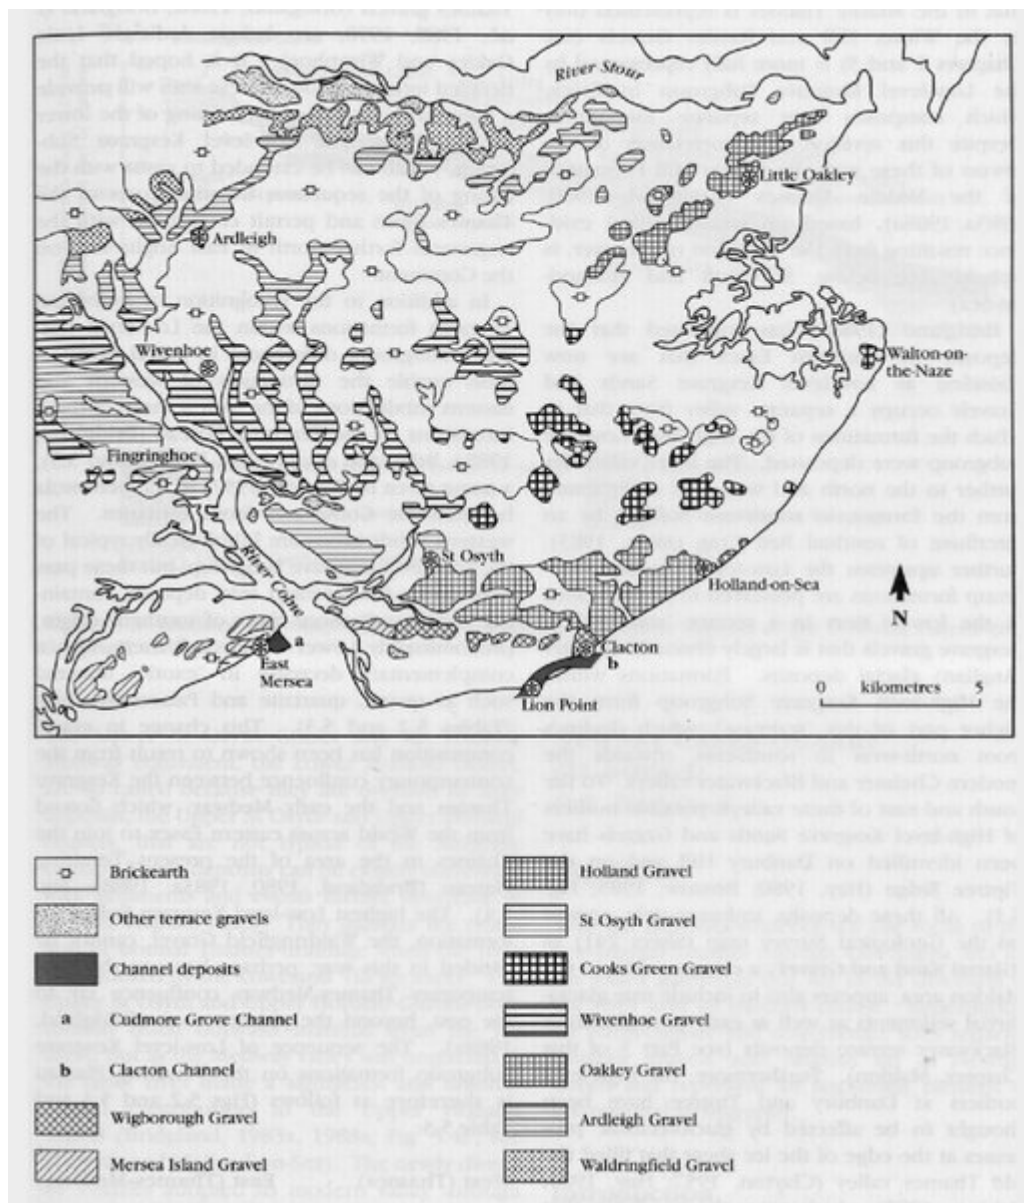 River Stour
Little Oakley
Ardleigh
Wivenhoe
Walton-on-
the-Naze
Fingringhoe
River Colne
St Osyth
Holland-on-Sea
N
a
East
Mersea
Clacton
b
Lion Point
0 kilometres 5
Brickearth
Other terrace gravels
Channel deposits
a Cudmore Grove Channel
b Clacton Channel
Wigborough Gravel
Mersea Island Gravel
Holland Gravel
St Osyth Gravel
Cooks Green Gravel
Wivenhoe Gravel
Oakley Gravel
Ardleigh Gravel
Waldringfield Gravel